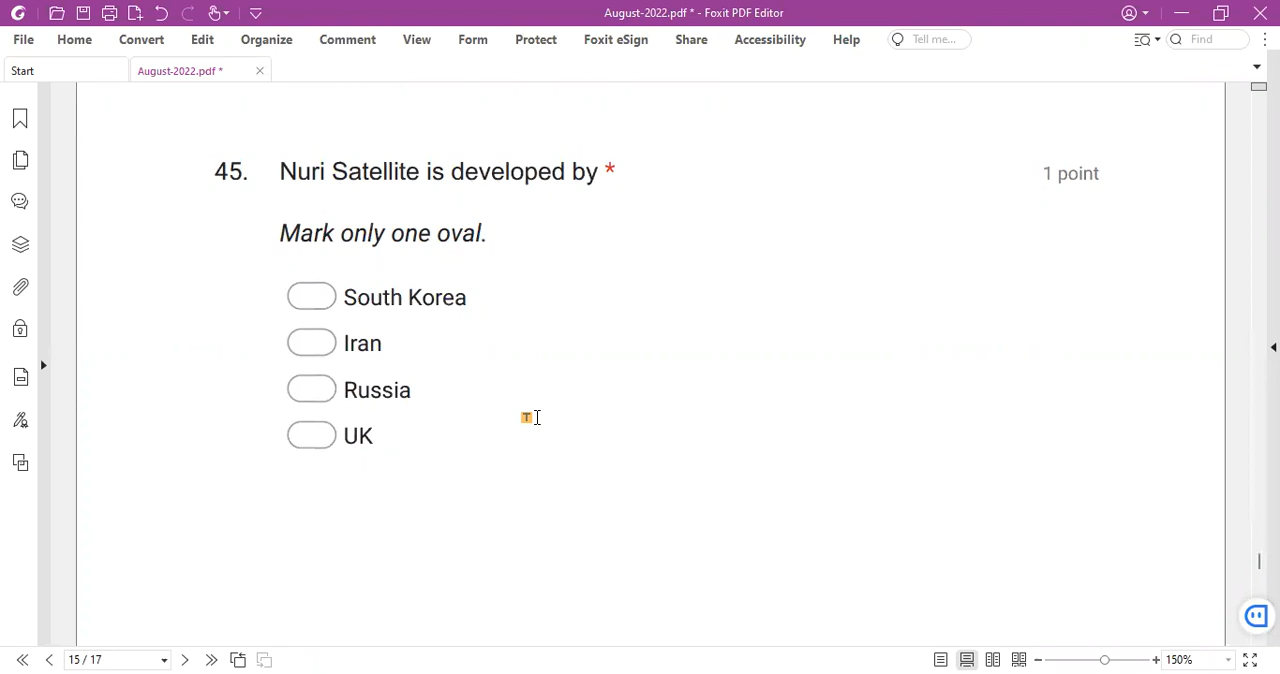 August-2022.pdf * - Foxit PDF Editor
File Home Convert Edit Organize Comment View Form Protect Foxit eSign Share Accessibility Help Tell me... Find
Start August-2022.pdf *
45. Nuri Satellite is developed by * 1 point
Mark only one oval.
South Korea
Iran
Russia
T
UK
15 / 17 150%